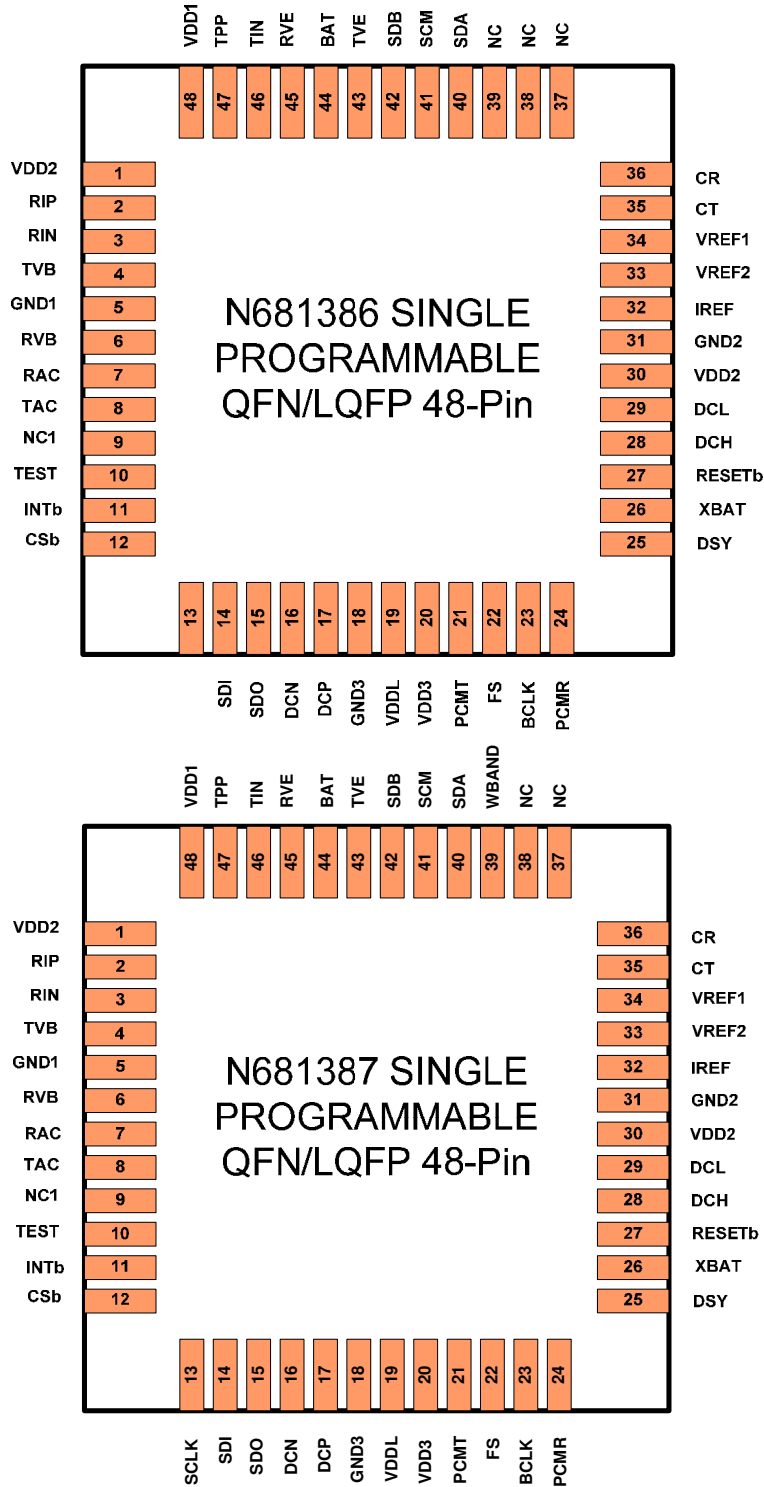 VDD1 TPP TIN RVE BAT TVE SDB SCM SDA NC NC NC
48 47 46 45 44 43 42 41 40 39 38 37
VDD2 1 36 CR
RIP 2 35 CT
RIN 3 34 VREF1
TVB 4 33 VREF2
GND1 5 32 IREF
RVB 6 31 GND2
RAC 7 30 VDD2
TAC 8 29 DCL
NC1 9 28 DCH
TEST 10 27 RESETb
INTb 11 26 XBAT
CSb 12 25 DSY
N681386 SINGLE
PROGRAMMABLE
QFN/LQFP 48-Pin
13 14 15 16 17 18 19 20 21 22 23 24
SDI SDO DCN DCP GND3 VDDL VDD3 PCMT FS BCLK PCMR
VDD1 TPP TIN RVE BAT TVE SDB SCM SDA WBAND NC NC
48 47 46 45 44 43 42 41 40 39 38 37
VDD2 1 36 CR
RIP 2 35 CT
RIN 3 34 VREF1
TVB 4 33 VREF2
GND1 5 32 IREF
RVB 6 31 GND2
RAC 7 30 VDD2
TAC 8 29 DCL
NC1 9 28 DCH
TEST 10 27 RESETb
INTb 11 26 XBAT
CSb 12 25 DSY
N681387 SINGLE
PROGRAMMABLE
QFN/LQFP 48-Pin
13 14 15 16 17 18 19 20 21 22 23 24
SCLK SDI SDO DCN DCP GND3 VDDL VDD3 PCMT FS BCLK PCMR